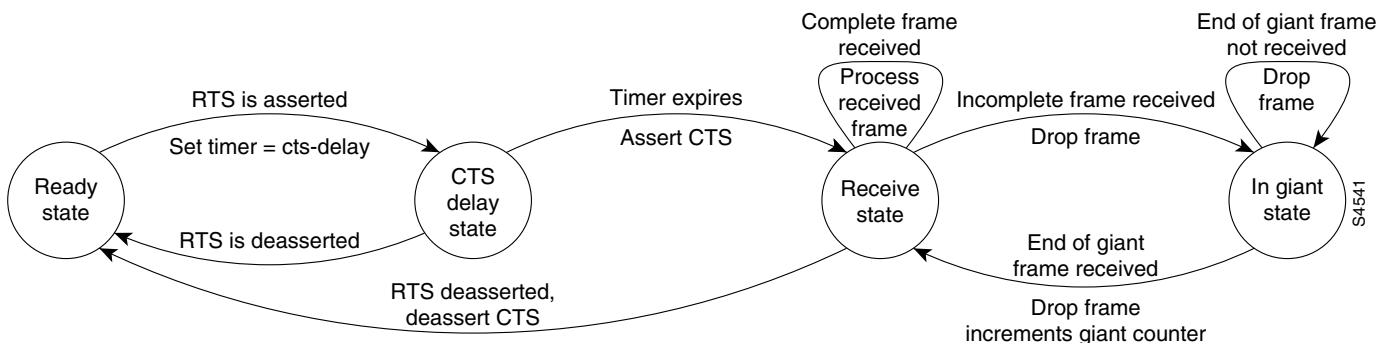 Complete frame
received
End of giant frame
not received
Process
received
frame
Drop
frame
RTS is asserted
Set timer = cts-delay
Timer expires
Assert CTS
Incomplete frame received
Drop frame
Ready
state
CTS
delay
state
Receive
state
In giant
state
S4541
RTS is deasserted
End of giant
frame received
RTS deasserted,
deassert CTS
Drop frame
increments giant counter